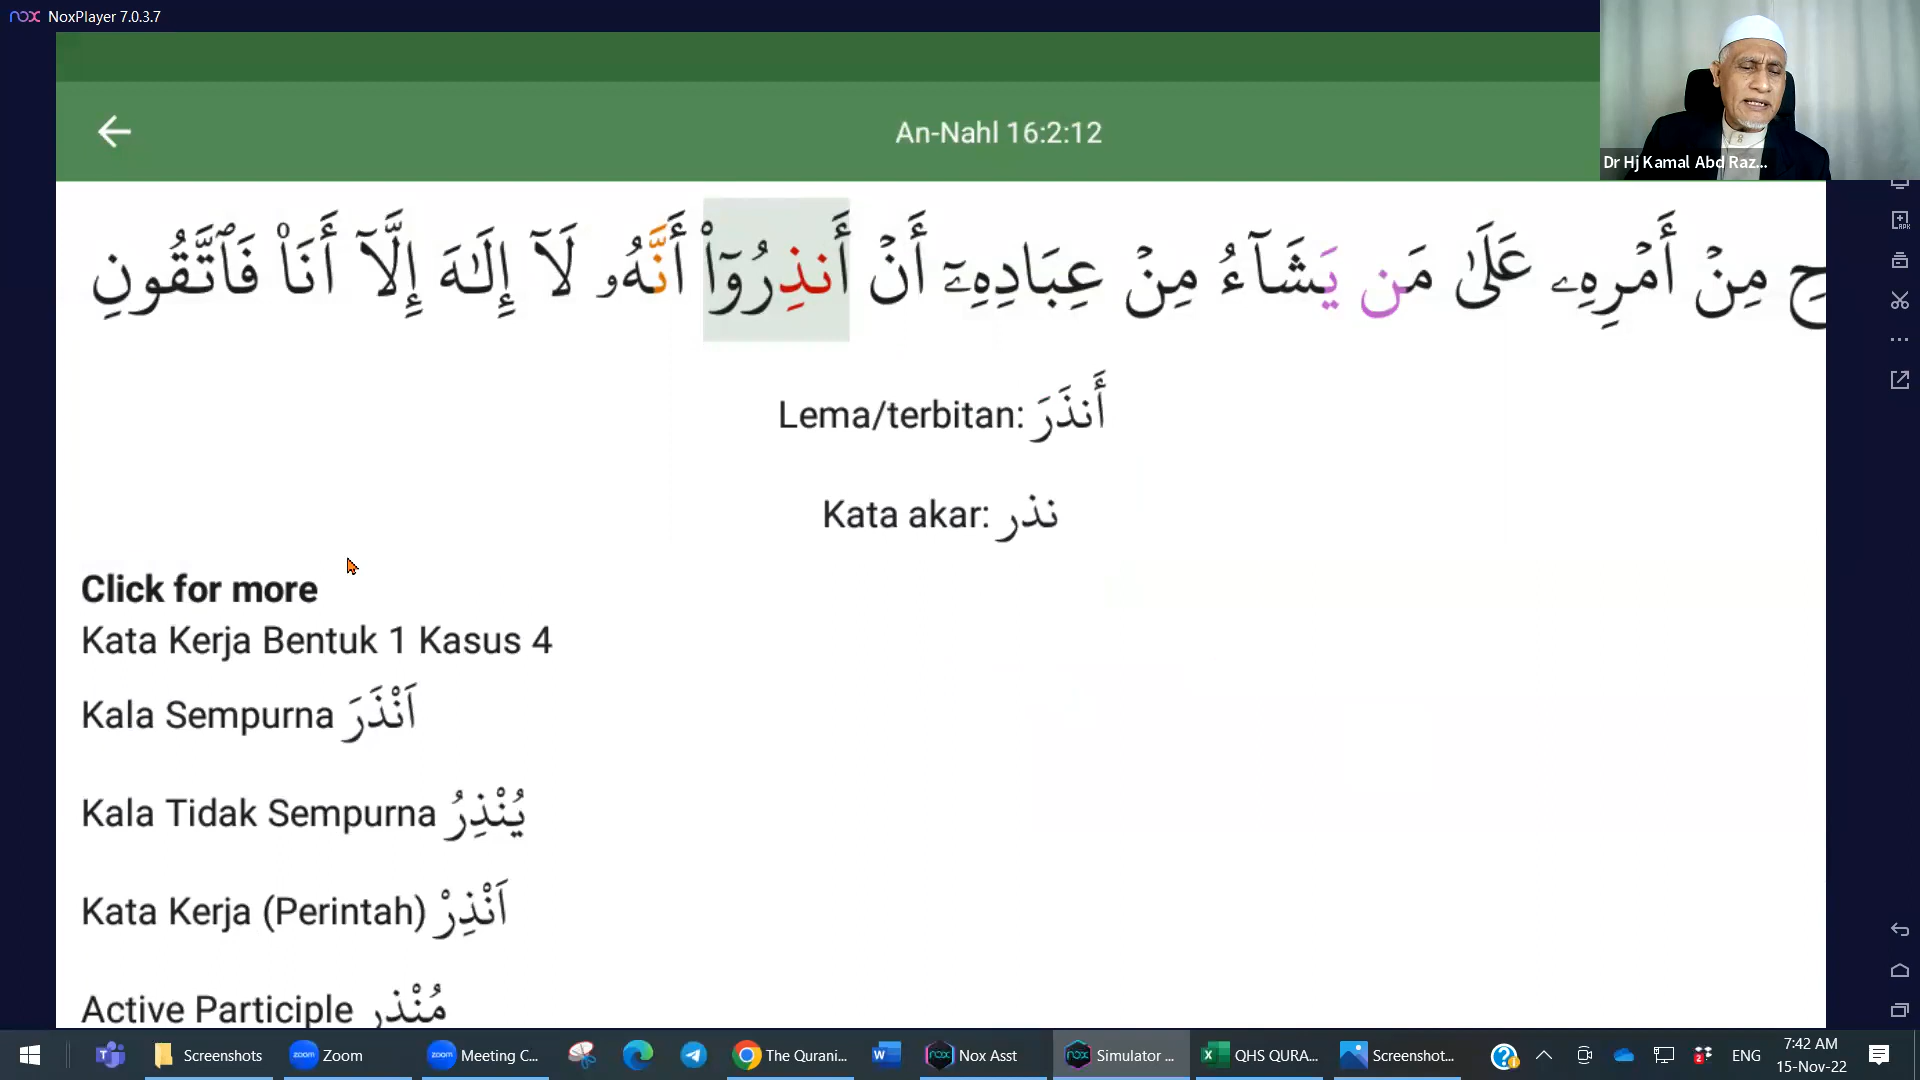 NoxPlayer 7.0.3.7
An-Nahl 16:2:12
Dr Hj Kamal Abd Raz...
مِنْ أَمْرِهِۦ عَلَىٰ مَن يَشَآءُ مِنْ عِبَادِهِۦٓ أَنْ أَنذِرُوٓا۟ أَنَّهُۥ لَآ إِلَـٰهَ إِلَّآ أَنَا۠ فَٱتَّقُونِ
Lema/terbitan: أَنذَرَ
Kata akar: نذر
Click for more
Kata Kerja Bentuk 1 Kasus 4
Kala Sempurna اَنْذَرَ
Kala Tidak Sempurna يُنْذِرُ
Kata Kerja (Perintah) اَنْذِرْ
Active Participle مُنْذر
Screenshots
Zoom
Meeting C...
The Qurani...
Nox Asst
Simulator ...
QHS QURA...
Screenshot...
ENG
7:42 AM
15-Nov-22